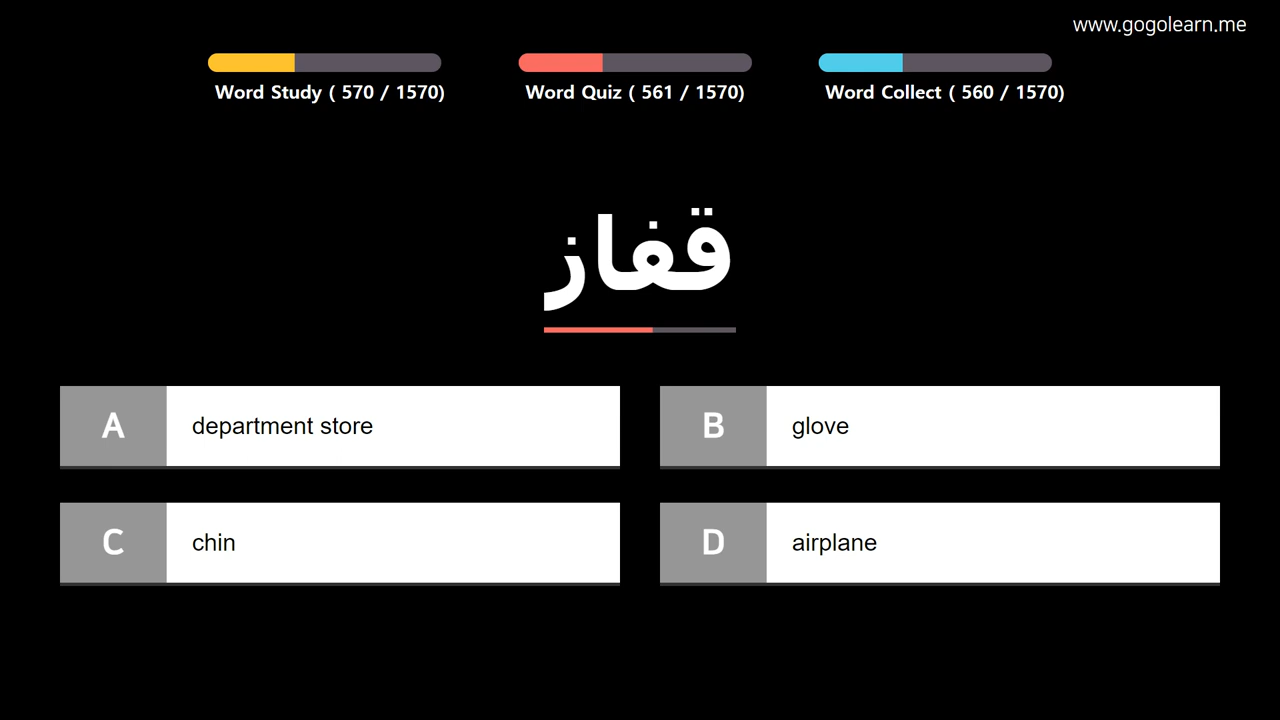 www.gogolearn.me
Word Study ( 570 / 1570)
Word Quiz ( 561 / 1570)
Word Collect ( 560 / 1570)
قفاز
A department store
B glove
C chin
D airplane